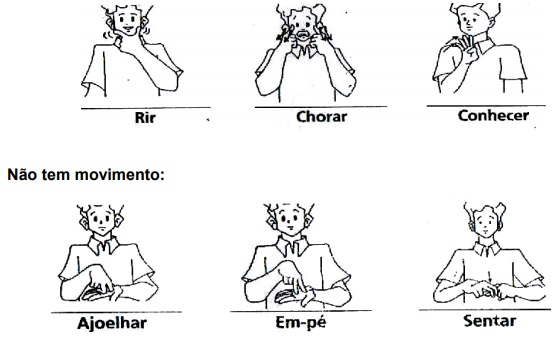 Rir Chorar Conhecer
Não tem movimento:
Ajoelhar Em-pé Sentar